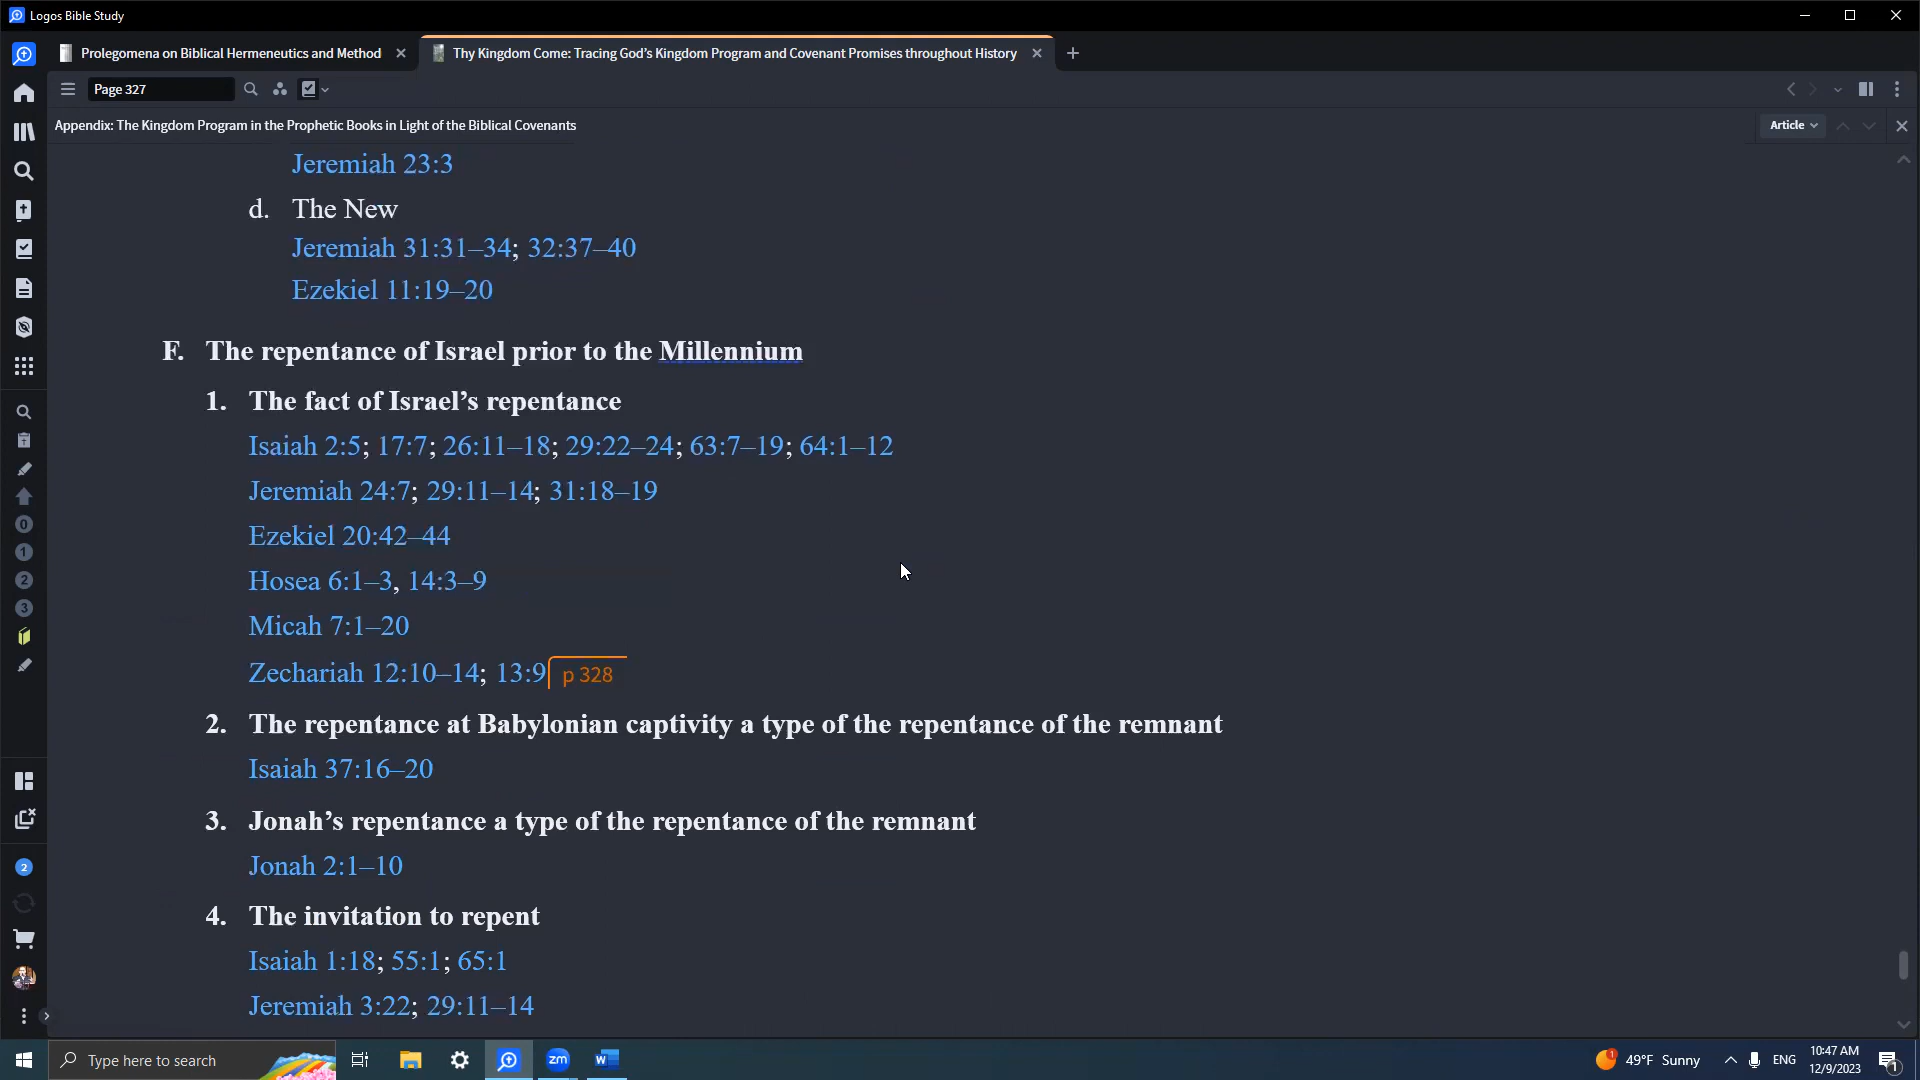 Logos Bible Study
Prolegomena on Biblical Hermeneutics and Method
Thy Kingdom Come: Tracing God's Kingdom Program and Covenant Promises throughout History
Page 327
Appendix: The Kingdom Program in the Prophetic Books in Light of the Biblical Covenants
Article
Jeremiah 23:3
d. The New
Jeremiah 31:31–34; 32:37–40
Ezekiel 11:19–20
F. The repentance of Israel prior to the Millennium
1. The fact of Israel’s repentance
Isaiah 2:5; 17:7; 26:11–18; 29:22–24; 63:7–19; 64:1–12
Jeremiah 24:7; 29:11–14; 31:18–19
Ezekiel 20:42–44
Hosea 6:1–3, 14:3–9
Micah 7:1–20
Zechariah 12:10–14; 13:9 p 328
2. The repentance at Babylonian captivity a type of the repentance of the remnant
Isaiah 37:16–20
3. Jonah’s repentance a type of the repentance of the remnant
Jonah 2:1–10
4. The invitation to repent
Isaiah 1:18; 55:1; 65:1
Jeremiah 3:22; 29:11–14
0
1
2
3
2
Type here to search
zm
W
1
49°F Sunny
ENG
10:47 AM
12/9/2023
1